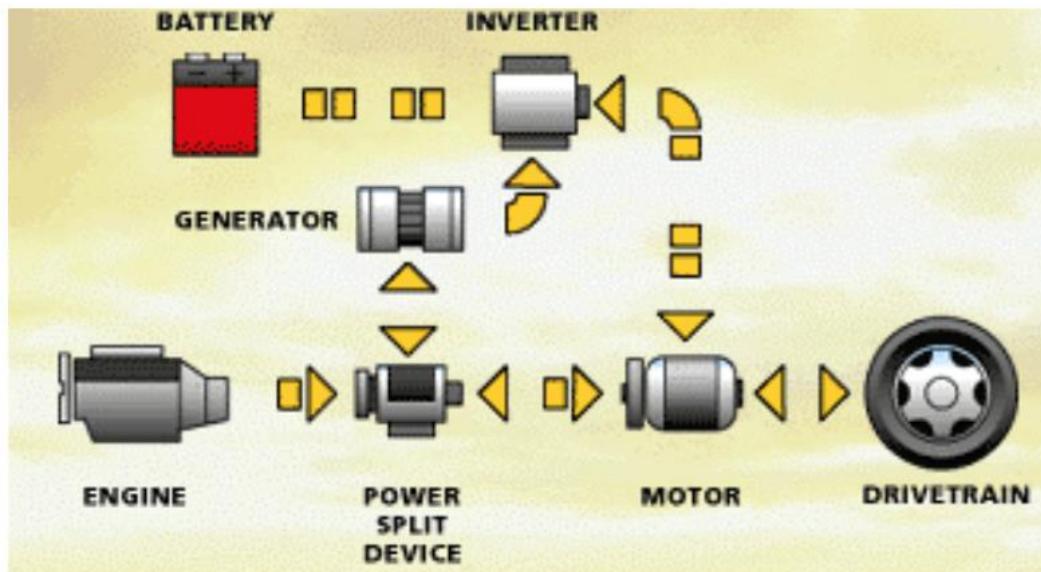 BATTERY
INVERTER
GENERATOR
ENGINE
POWER
SPLIT
DEVICE
MOTOR
DRIVETRAIN